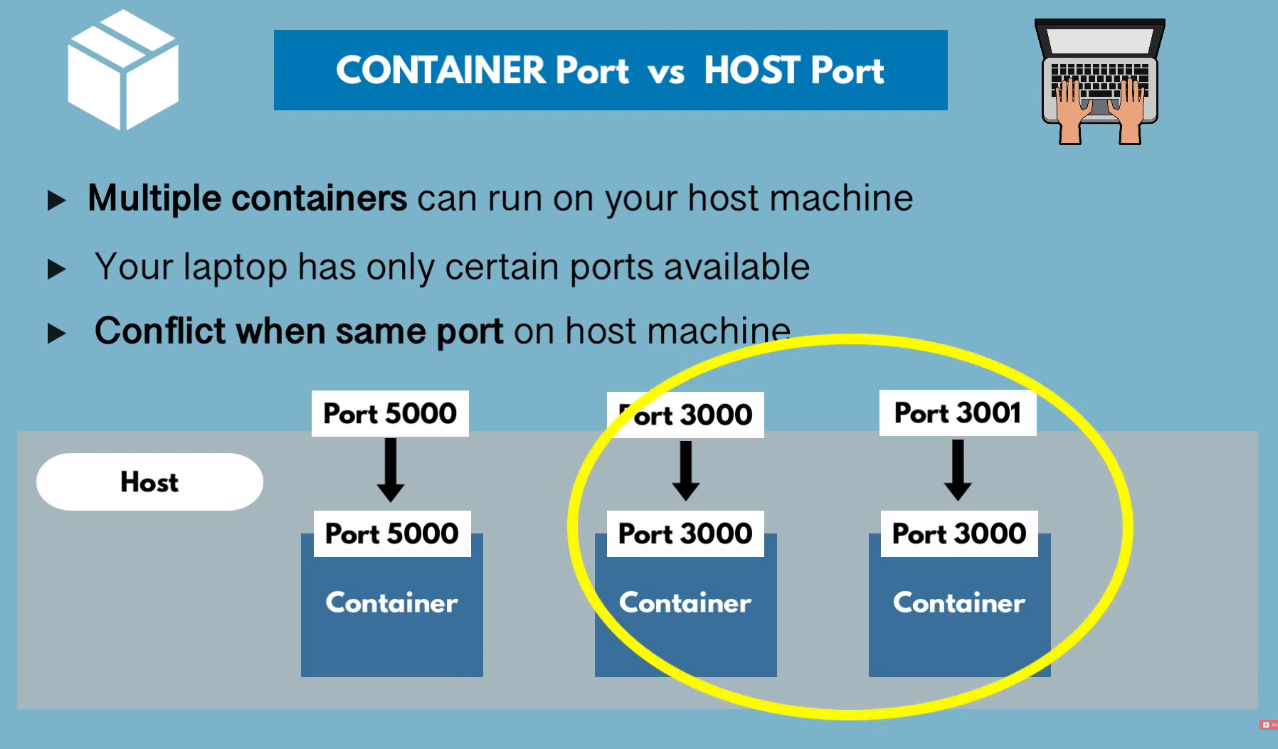 CONTAINER Port vs HOST Port
Multiple containers can run on your host machine
Your laptop has only certain ports available
Conflict when same port on host machine
Port 5000
Port 3000
Port 3001
Host
Port 5000
Port 3000
Port 3000
Container
Container
Container